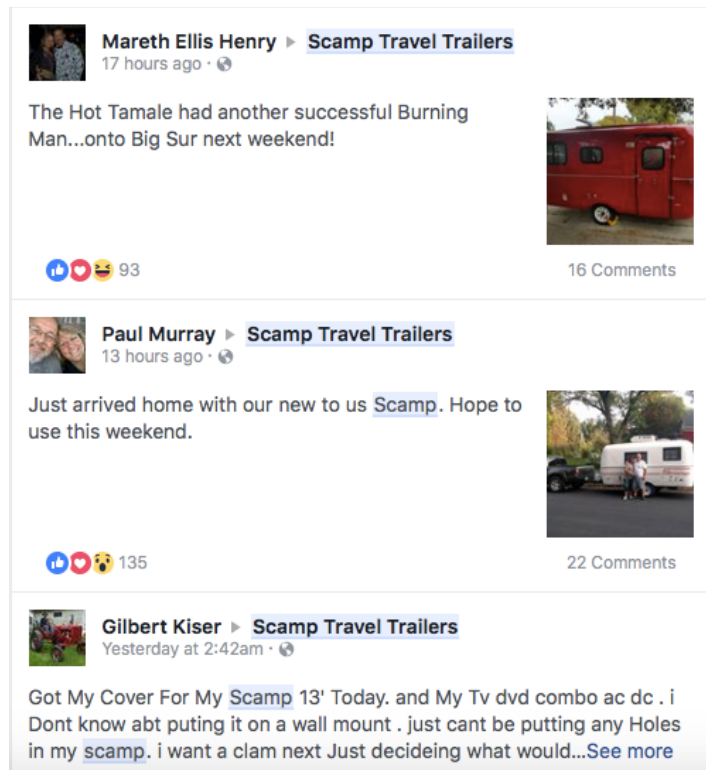 Mareth Ellis Henry ▸ Scamp Travel Trailers
17 hours ago ·
The Hot Tamale had another successful Burning
Man...onto Big Sur next weekend!
93
16 Comments
Paul Murray ▸ Scamp Travel Trailers
13 hours ago ·
Just arrived home with our new to us Scamp. Hope to
use this weekend.
135
22 Comments
Gilbert Kiser ▸ Scamp Travel Trailers
Yesterday at 2:42am ·
Got My Cover For My Scamp 13' Today. and My Tv dvd combo ac dc . i
Dont know abt puting it on a wall mount . just cant be putting any Holes
in my scamp. i want a clam next Just decideing what would...See more